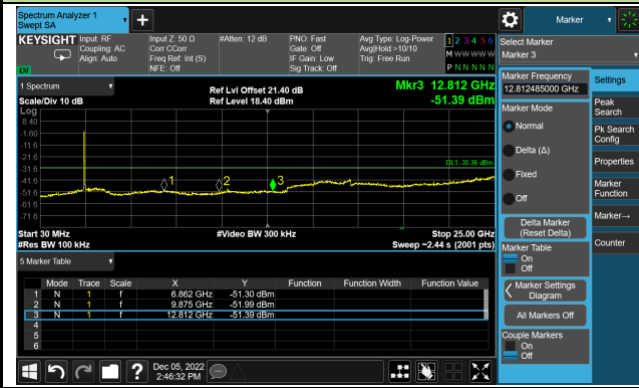 Spectrum Analyzer 1
Swept SA
Marker
KEYSIGHT
Input: RF
Coupling: AC
Align: Auto
Input Z: 50 Ω
Corr CCorr
Freq Ref: Int (S)
NFE: Off
#Atten: 12 dB
PNO: Fast
Gate: Off
IF Gain: Low
Sig Track: Off
Avg Type: Log-Power
Avg|Hold:>10/10
Trig: Free Run
1 2 3 4 5 6
M W W W W W
P N N N N N
Select Marker
Marker 3
1 Spectrum
Scale/Div 10 dB
Log
Ref Lvl Offset 21.40 dB
Ref Level 18.40 dBm
Mkr3 12.812 GHz
-51.39 dBm
8.40
-1.60
-11.6
-21.6
-31.6
-41.6
-51.6
-61.6
-71.6
DL1 -30.36 dBm
1
2
3
Start 30 MHz
#Res BW 100 kHz
#Video BW 300 kHz
Stop 25.00 GHz
Sweep ~2.44 s (2001 pts)
5 Marker Table
Mode Trace Scale X Y Function Function Width Function Value
1 N 1 f 6.862 GHz -51.30 dBm
2 N 1 f 9.875 GHz -51.99 dBm
3 N 1 f 12.812 GHz -51.39 dBm
4
5
6
Marker Frequency
12.812485000 GHz
Marker Mode
Normal
Delta (Δ)
Fixed
Off
Delta Marker
(Reset Delta)
Marker Table
On
Off
Marker Settings
Diagram
All Markers Off
Couple Markers
On
Off
Settings
Peak
Search
Pk Search
Config
Properties
Marker
Function
Marker→
Counter
?
Dec 05, 2022
2:46:32 PM